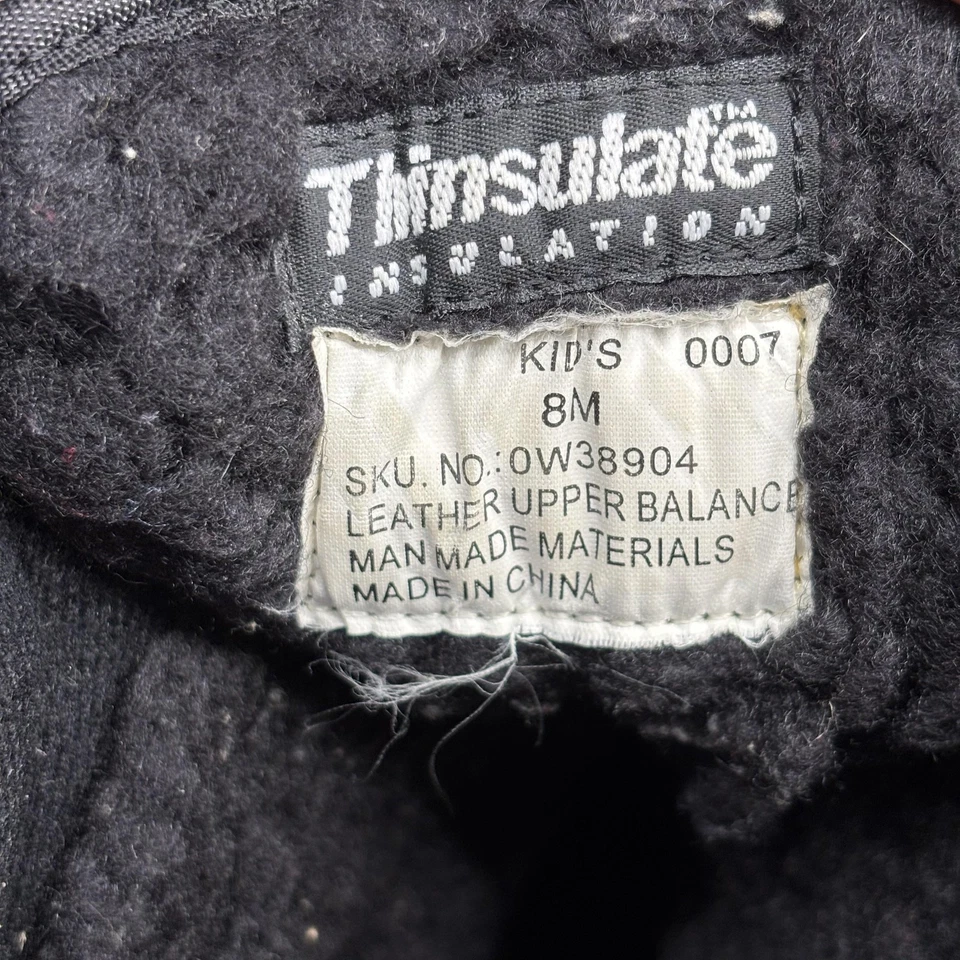 Thinsulate™
INSULATION
KID'S 0007
8M
SKU. NO.:0W38904
LEATHER UPPER BALANCE
MAN MADE MATERIALS
MADE IN CHINA